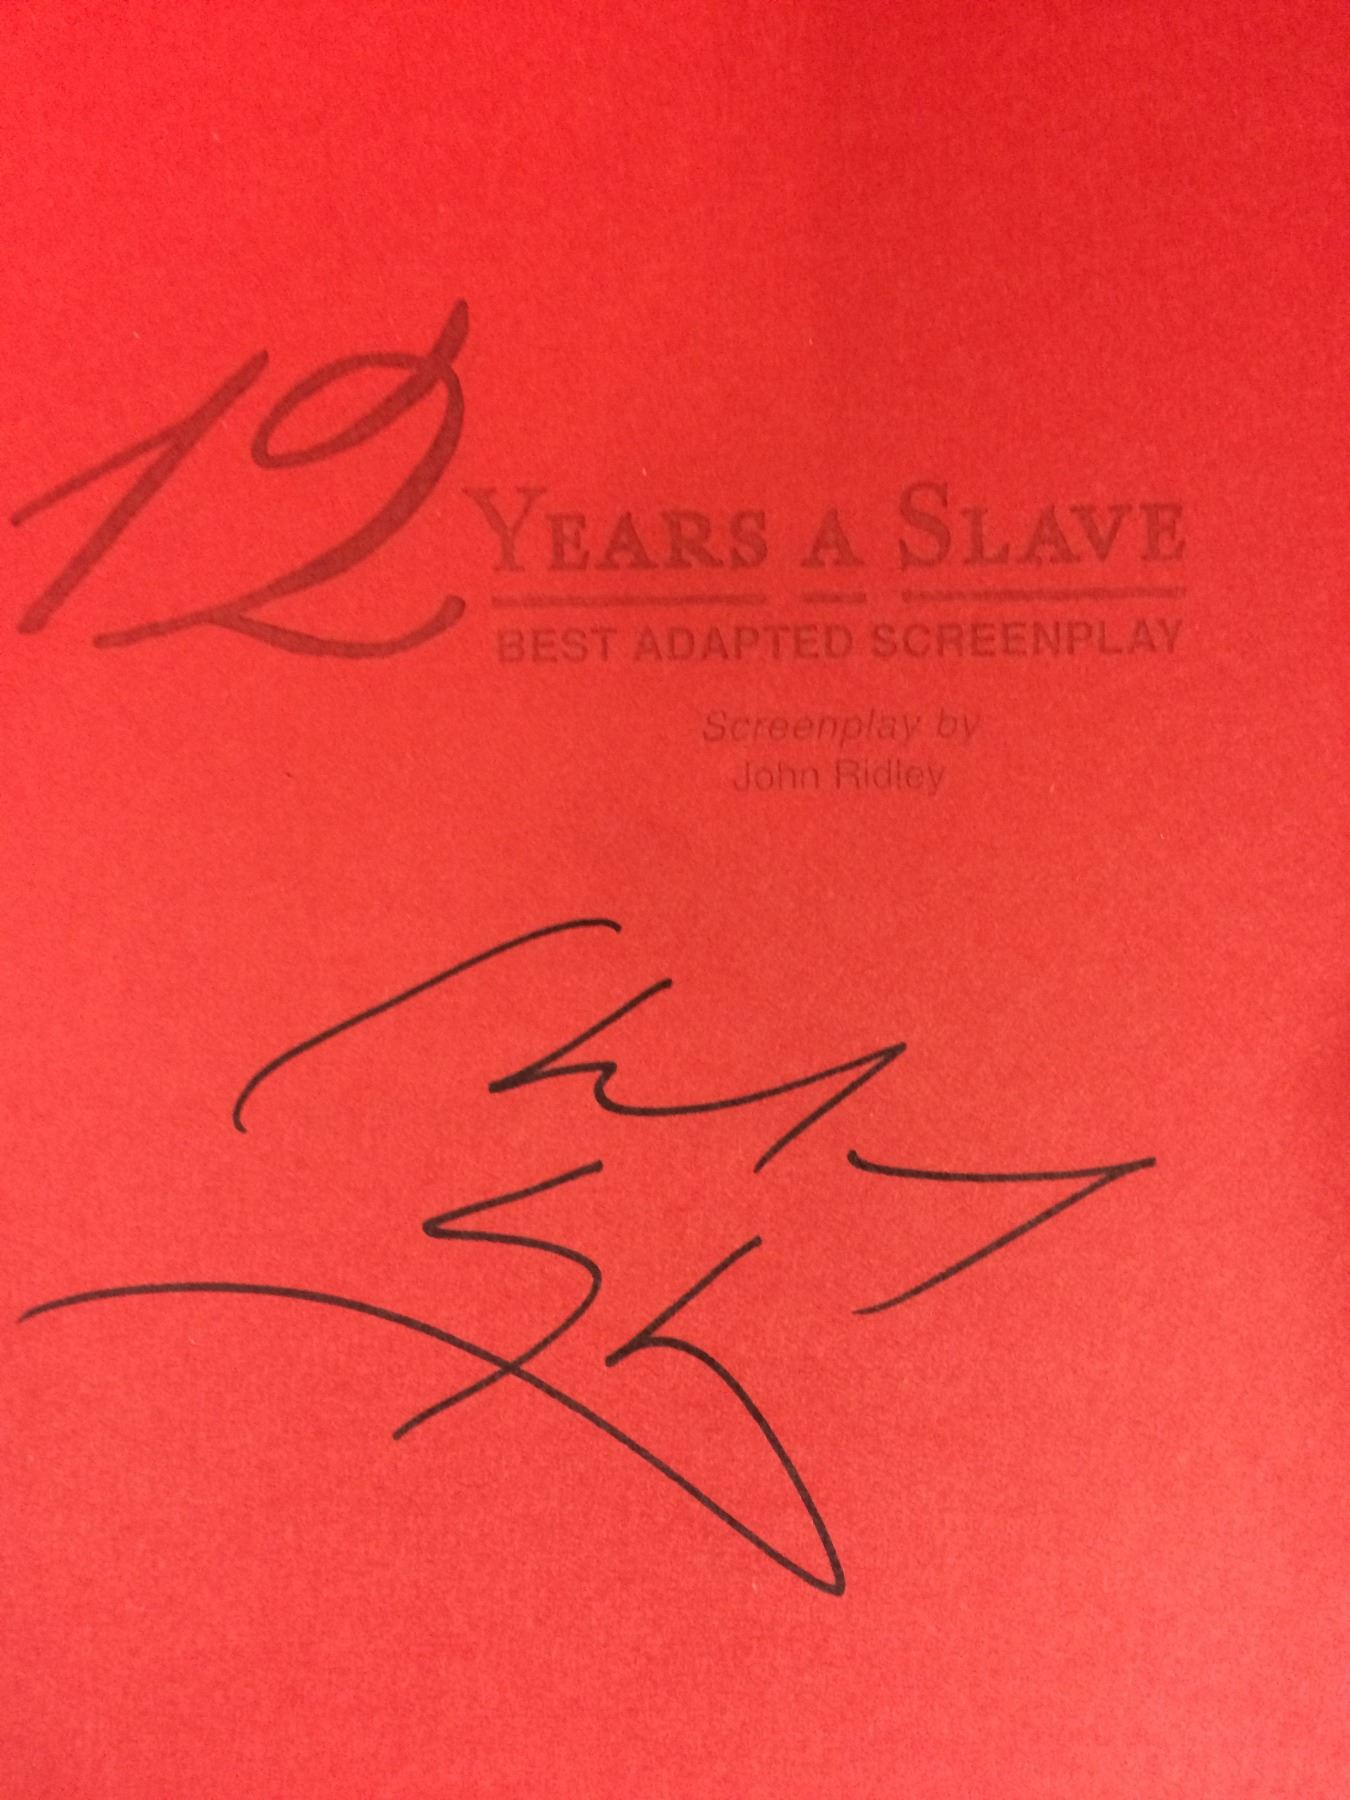 12 YEARS A SLAVE
BEST ADAPTED SCREENPLAY
Screenplay by
John Ridley